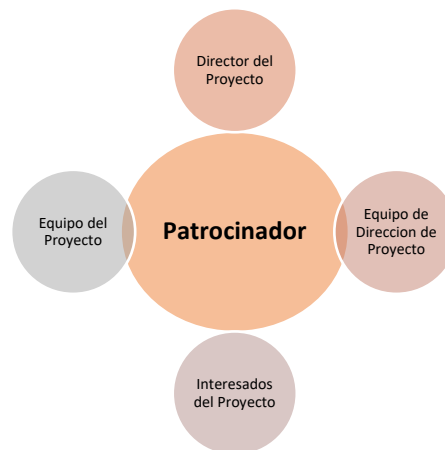 Director del
Proyecto
Equipo del
Proyecto
Patrocinador
Equipo de
Direccion de
Proyecto
Interesados
del Proyecto